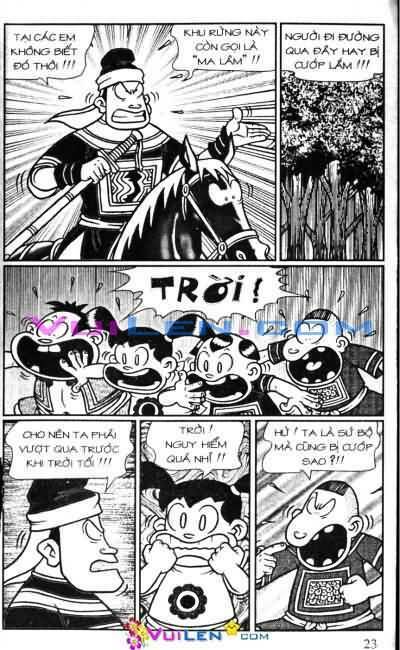 TẠI CÁC EM
KHÔNG BIẾT
ĐÓ THÔI !!!
KHU RỪNG NÀY
CÒN GỌI LÀ
"MA LÂM" !!
NGƯỜI ĐI ĐƯỜNG
QUA ĐÂY HAY BỊ
CƯỚP LẮM !!!
TRỜI !
VUILEN.COM
CHO NÊN TA PHẢI
VƯỢT QUA TRƯỚC
KHI TRỜI TỐI !!!
TRỜI !
NGUY HIỂM
QUÁ NHỈ !
HỪ ! TA LÀ SỨ BỘ
MÀ CŨNG BỊ CƯỚP
SAO ?!!
23
VUILEN.COM